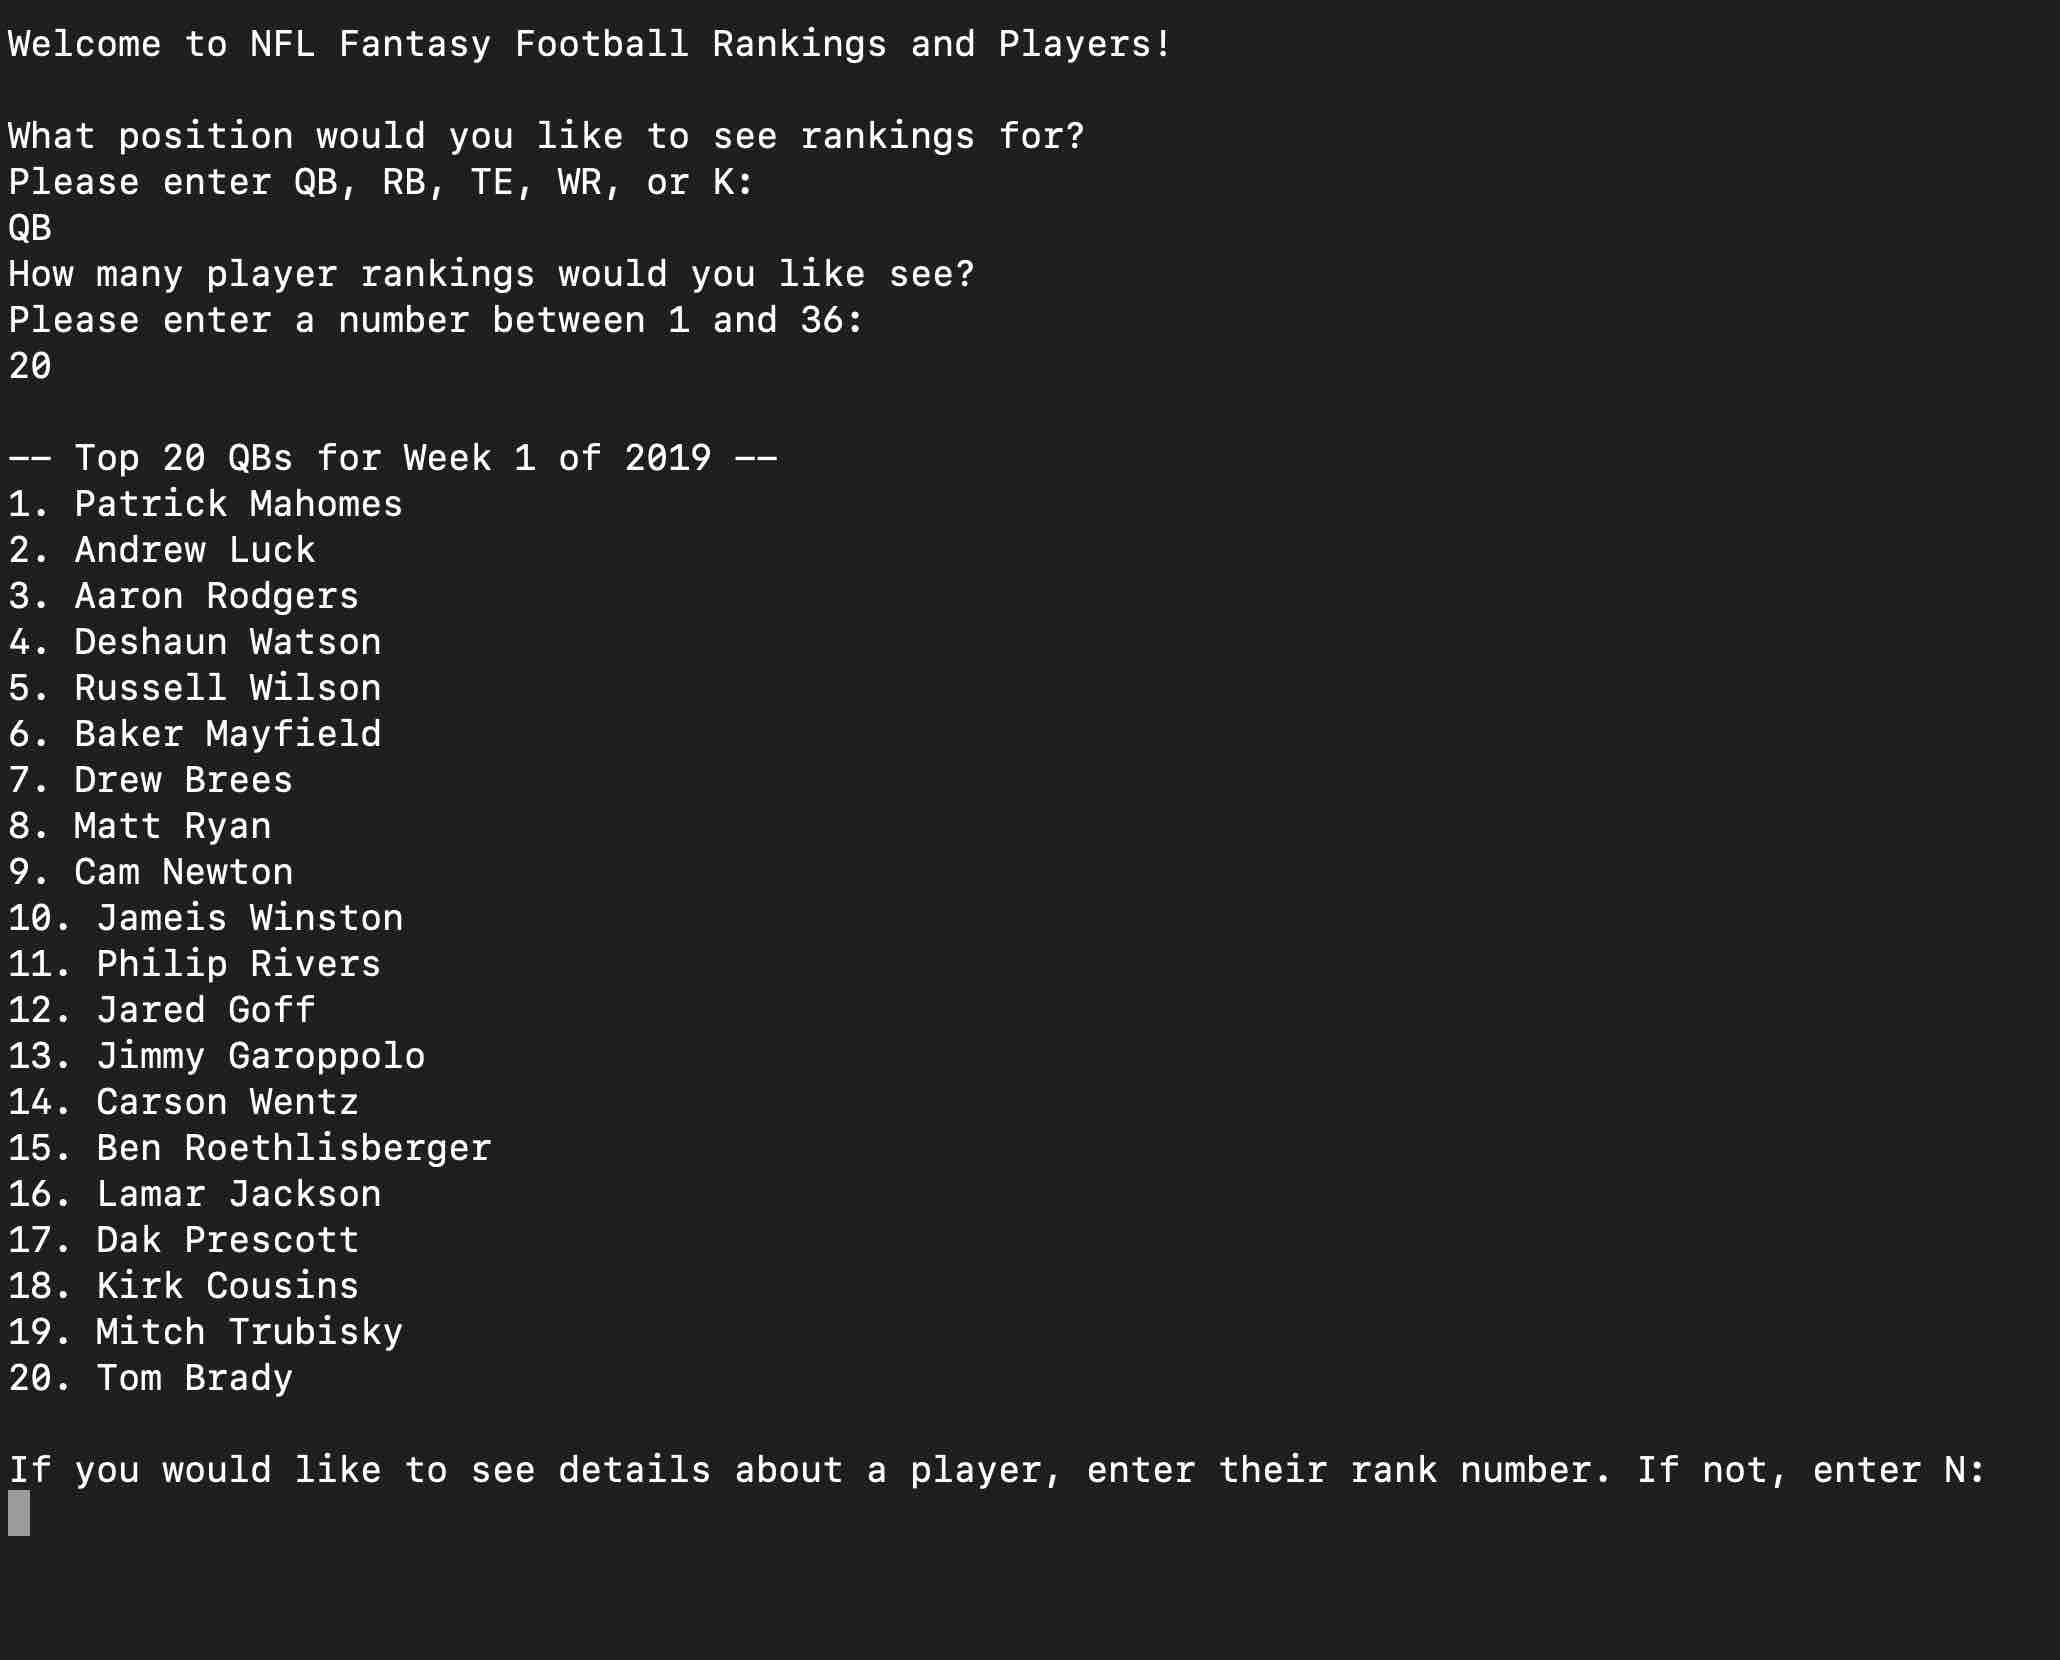 Welcome to NFL Fantasy Football Rankings and Players!
What position would you like to see rankings for?
Please enter QB, RB, TE, WR, or K:
QB
How many player rankings would you like see?
Please enter a number between 1 and 36:
20
-- Top 20 QBs for Week 1 of 2019 --
1. Patrick Mahomes
2. Andrew Luck
3. Aaron Rodgers
4. Deshaun Watson
5. Russell Wilson
6. Baker Mayfield
7. Drew Brees
8. Matt Ryan
9. Cam Newton
10. Jameis Winston
11. Philip Rivers
12. Jared Goff
13. Jimmy Garoppolo
14. Carson Wentz
15. Ben Roethlisberger
16. Lamar Jackson
17. Dak Prescott
18. Kirk Cousins
19. Mitch Trubisky
20. Tom Brady
If you would like to see details about a player, enter their rank number. If not, enter N: